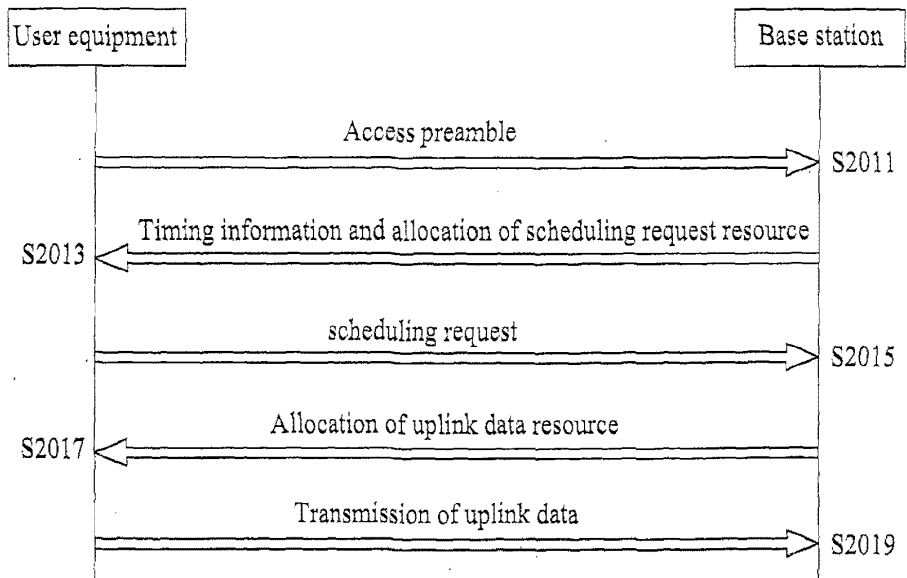 User equipment
Base station
Access preamble
S2011
Timing information and allocation of scheduling request resource
S2013
scheduling request
S2015
Allocation of uplink data resource
S2017
Transmission of uplink data
S2019